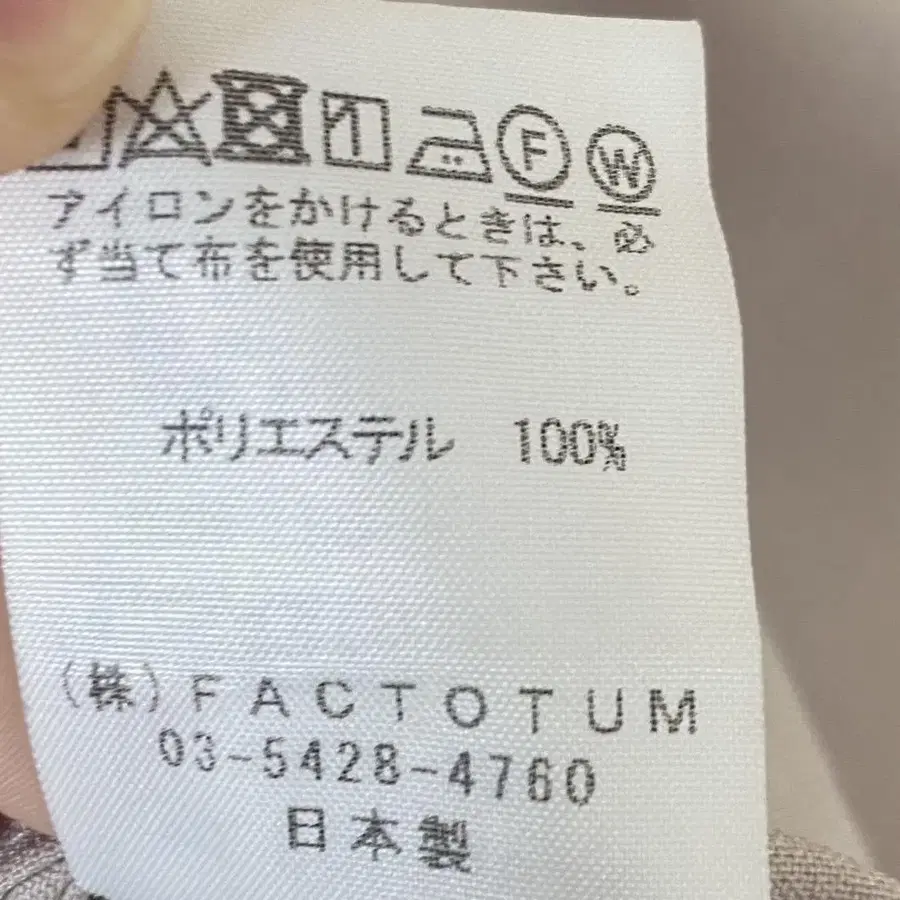 F W
アイロンをかけるときは、必
ず当て布を使用して下さい。
ポリエステル 100%
(株)FACTOTUM
03-5428-4760
日本製